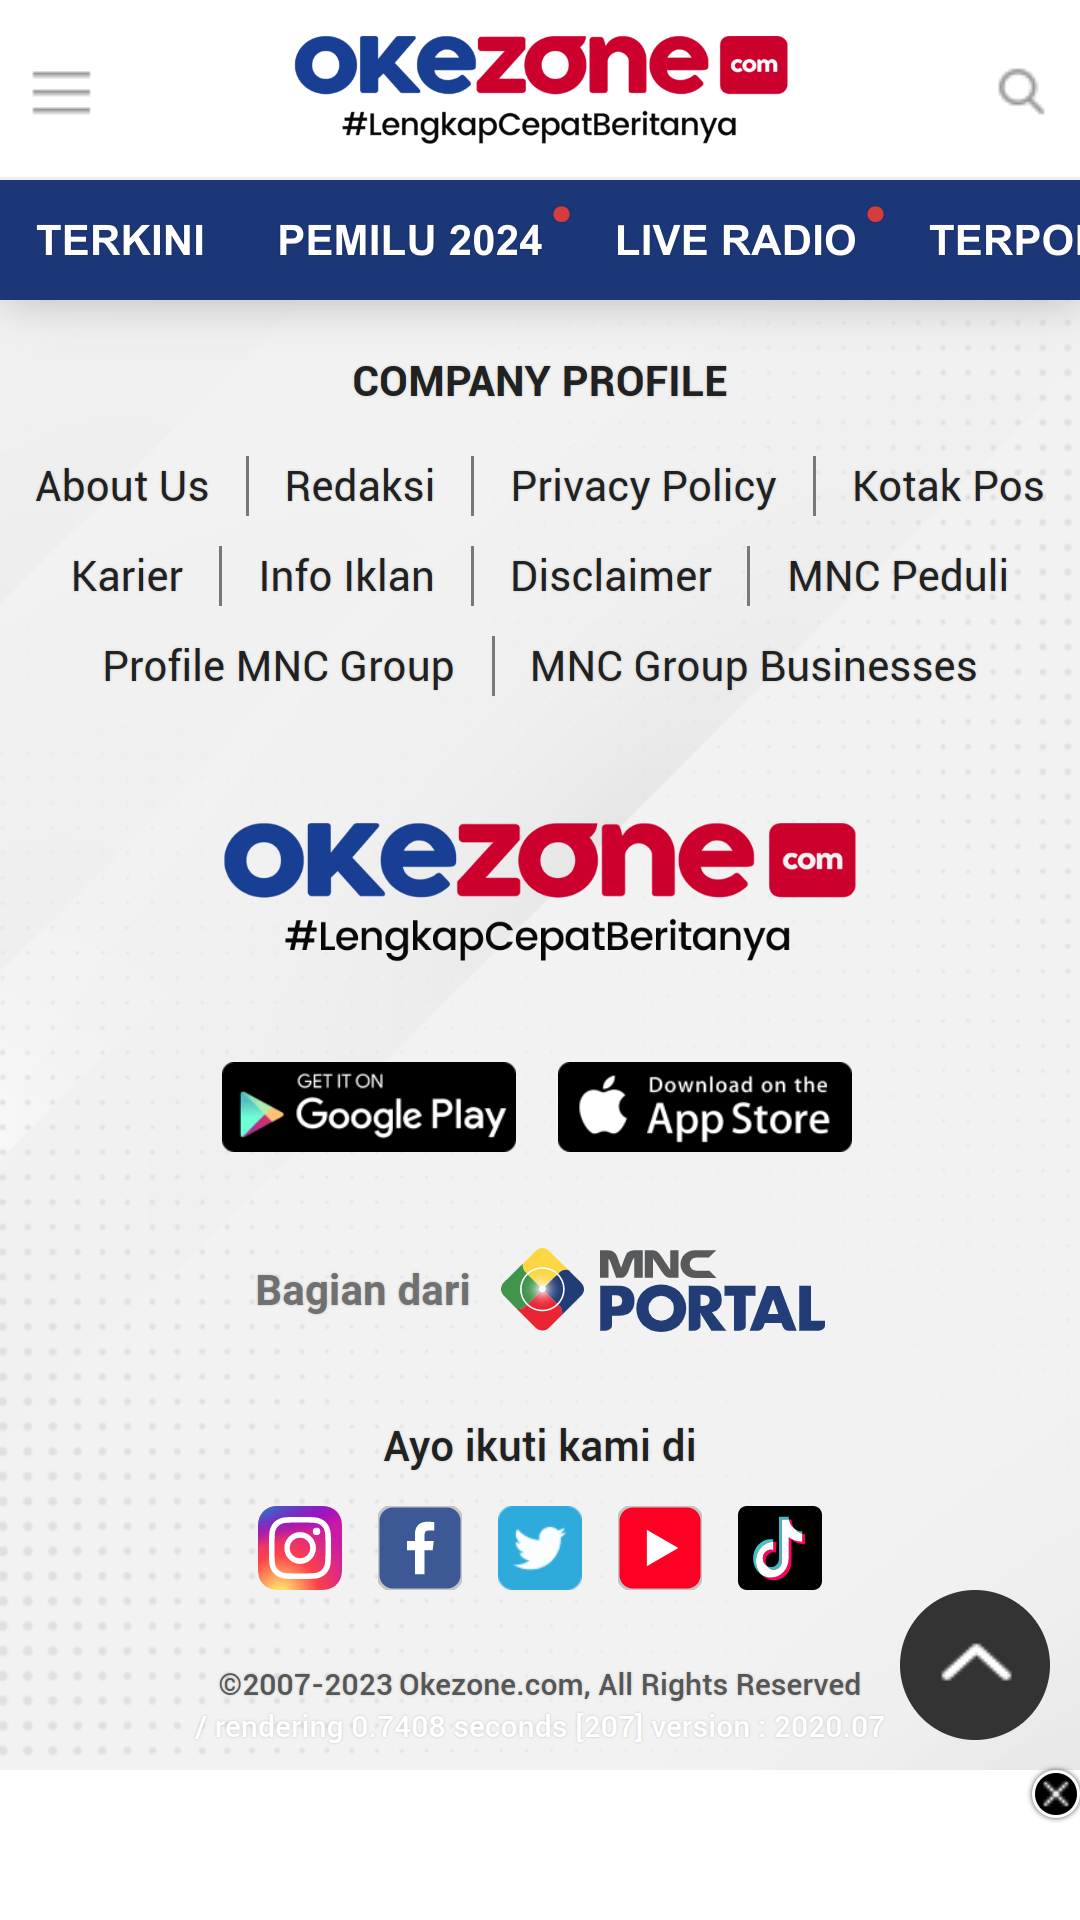 okezone com
#LengkapCepatBeritanya
TERKINI PEMILU 2024 LIVE RADIO
COMPANY PROFILE
About Us Redaksi Privacy Policy Kotak Pos
Karier Info Iklan Disclaimer MNC Peduli
Profile MNC Group MNC Group Businesses
okezone com
#LengkapCepatBeritanya
GET IT ON
Google Play
Download on the
App Store
Bagian dari
MNC
PORTAL
Ayo ikuti kami di
©2007-2023 Okezone.com, All Rights Reserved
/ rendering 0.7408 seconds [207] version : 2020.07